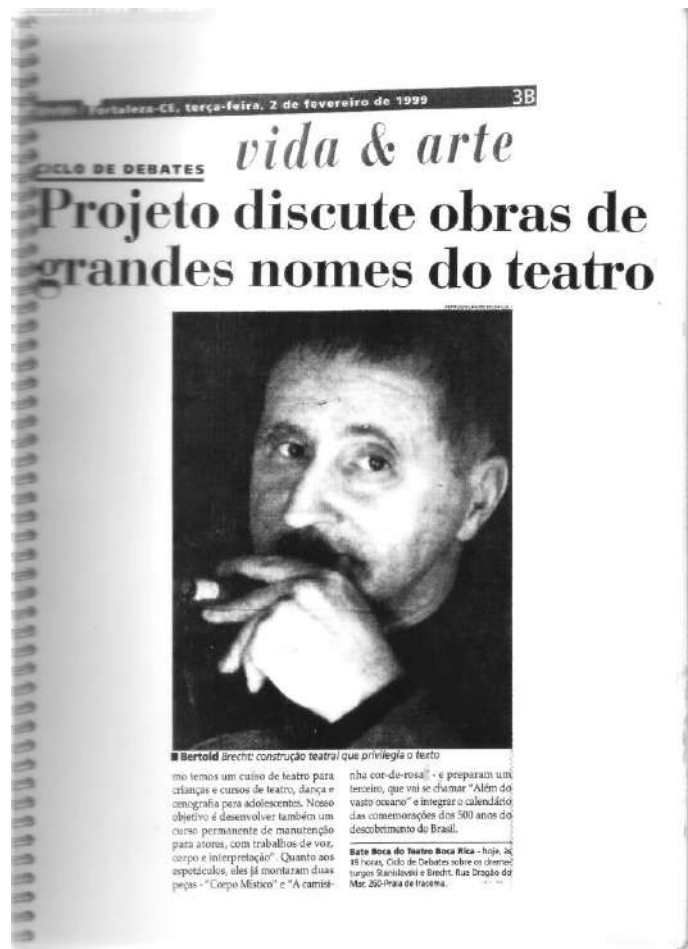 Fortaleza-CE, terça-feira, 2 de fevereiro de 1999 3B
vida & arte
CICLO DE DEBATES
Projeto discute obras de
grandes nomes do teatro
■ Bertold Brecht: construção teatral que privilegia o texto
mo temos um curso de teatro para
crianças e cursos de teatro, dança e
cenografia para adolescentes. Nosso
objetivo é desenvolver também um
curso permanente de manutenção
para atores, com trabalhos de voz,
corpo e interpretação". Quanto aos
espetáculos, eles já montaram duas
peças - "Corpo Místico" e "A camisi-
nha cor-de-rosa" - e preparam um
terceiro, que vai se chamar "Além do
vasto oceano" e integrar o calendário
das comemorações dos 500 anos do
descobrimento do Brasil.
Bate Boca do Teatro Boca Rica - hoje, às
19 horas, Ciclo de Debates sobre os drama-
turgos Stanislavski e Brecht. Rua Dragão do
Mar, 260-Praia de Iracema.